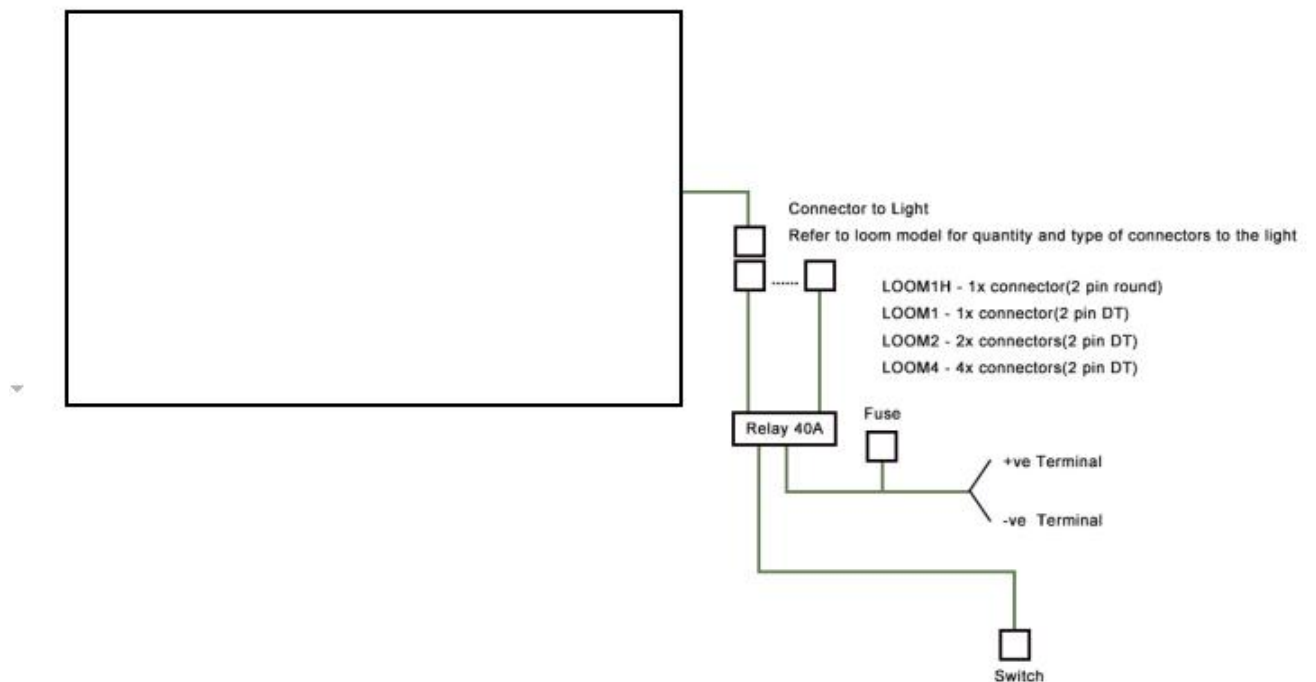 Connector to Light
Refer to loom model for quantity and type of connectors to the light
......
LOOM1H - 1x connector(2 pin round)
LOOM1 - 1x connector(2 pin DT)
LOOM2 - 2x connectors(2 pin DT)
LOOM4 - 4x connectors(2 pin DT)
Fuse
Relay 40A
+ve Terminal
-ve Terminal
Switch